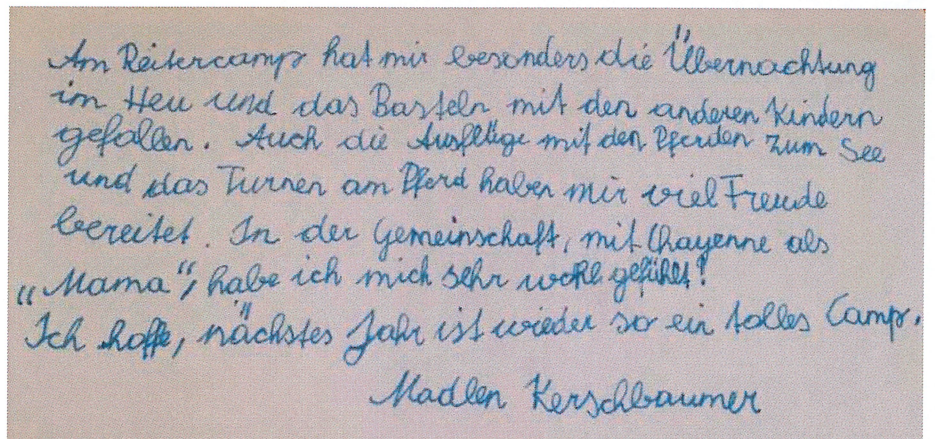 Am Reitercamp hat mir besonders die Übernachtung
im Heu und das Basteln mit den anderen Kindern
gefallen. Auch die Ausflüge mit den Pferden zum See
und das Turnen am Pferd haben mir viel Freude
bereitet. In der Gemeinschaft, mit Chayenne als
„Mama“, habe ich mich sehr wohl gefühlt!
Ich hoffe, nächstes Jahr ist wieder so ein tolles Camp.
Madlen Kerschbaumer